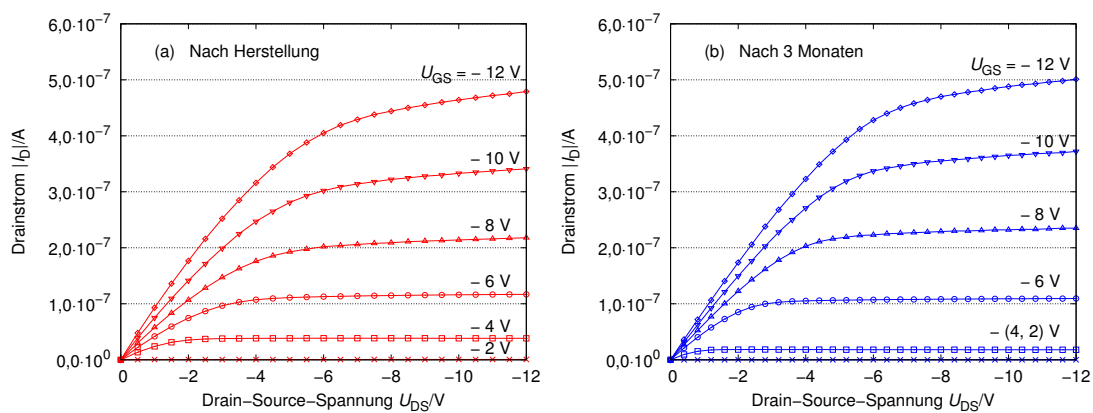 6,0·10⁻⁷
5,0·10⁻⁷
4,0·10⁻⁷
3,0·10⁻⁷
2,0·10⁻⁷
1,0·10⁻⁷
0,0·10⁰
Drainstrom |I_D|/A
(a) Nach Herstellung
U_GS = − 12 V
− 10 V
− 8 V
− 6 V
− 4 V
− 2 V
0 −2 −4 −6 −8 −10 −12
Drain−Source−Spannung U_DS/V
6,0·10⁻⁷
5,0·10⁻⁷
4,0·10⁻⁷
3,0·10⁻⁷
2,0·10⁻⁷
1,0·10⁻⁷
0,0·10⁰
Drainstrom |I_D|/A
(b) Nach 3 Monaten
U_GS = − 12 V
− 10 V
− 8 V
− 6 V
− (4, 2) V
0 −2 −4 −6 −8 −10 −12
Drain−Source−Spannung U_DS/V